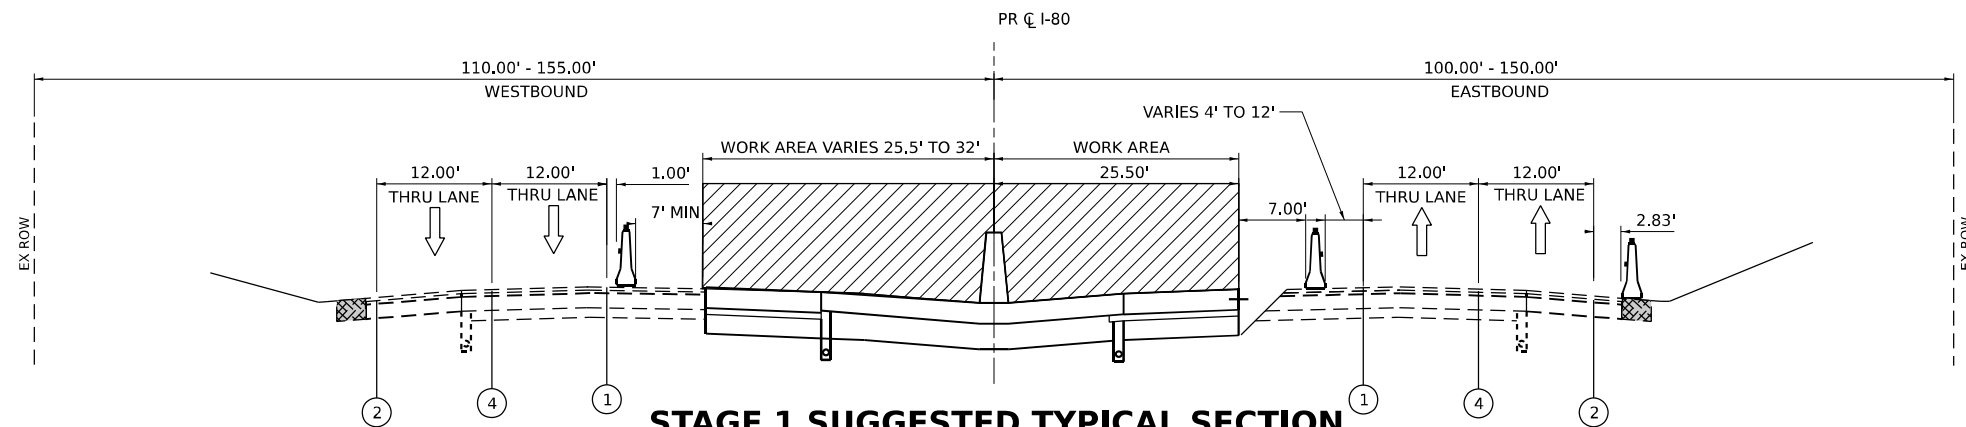 PR ℄ I-80
110.00' - 155.00'
WESTBOUND
100.00' - 150.00'
EASTBOUND
VARIES 4' TO 12'
WORK AREA VARIES 25.5' TO 32'
WORK AREA
25.50'
12.00'
THRU LANE
12.00'
THRU LANE
1.00'
7' MIN
7.00'
12.00'
THRU LANE
12.00'
THRU LANE
2.83'
EX ROW
EX ROW
2
4
1
1
4
2
STAGE 1 SUGGESTED TYPICAL SECTION